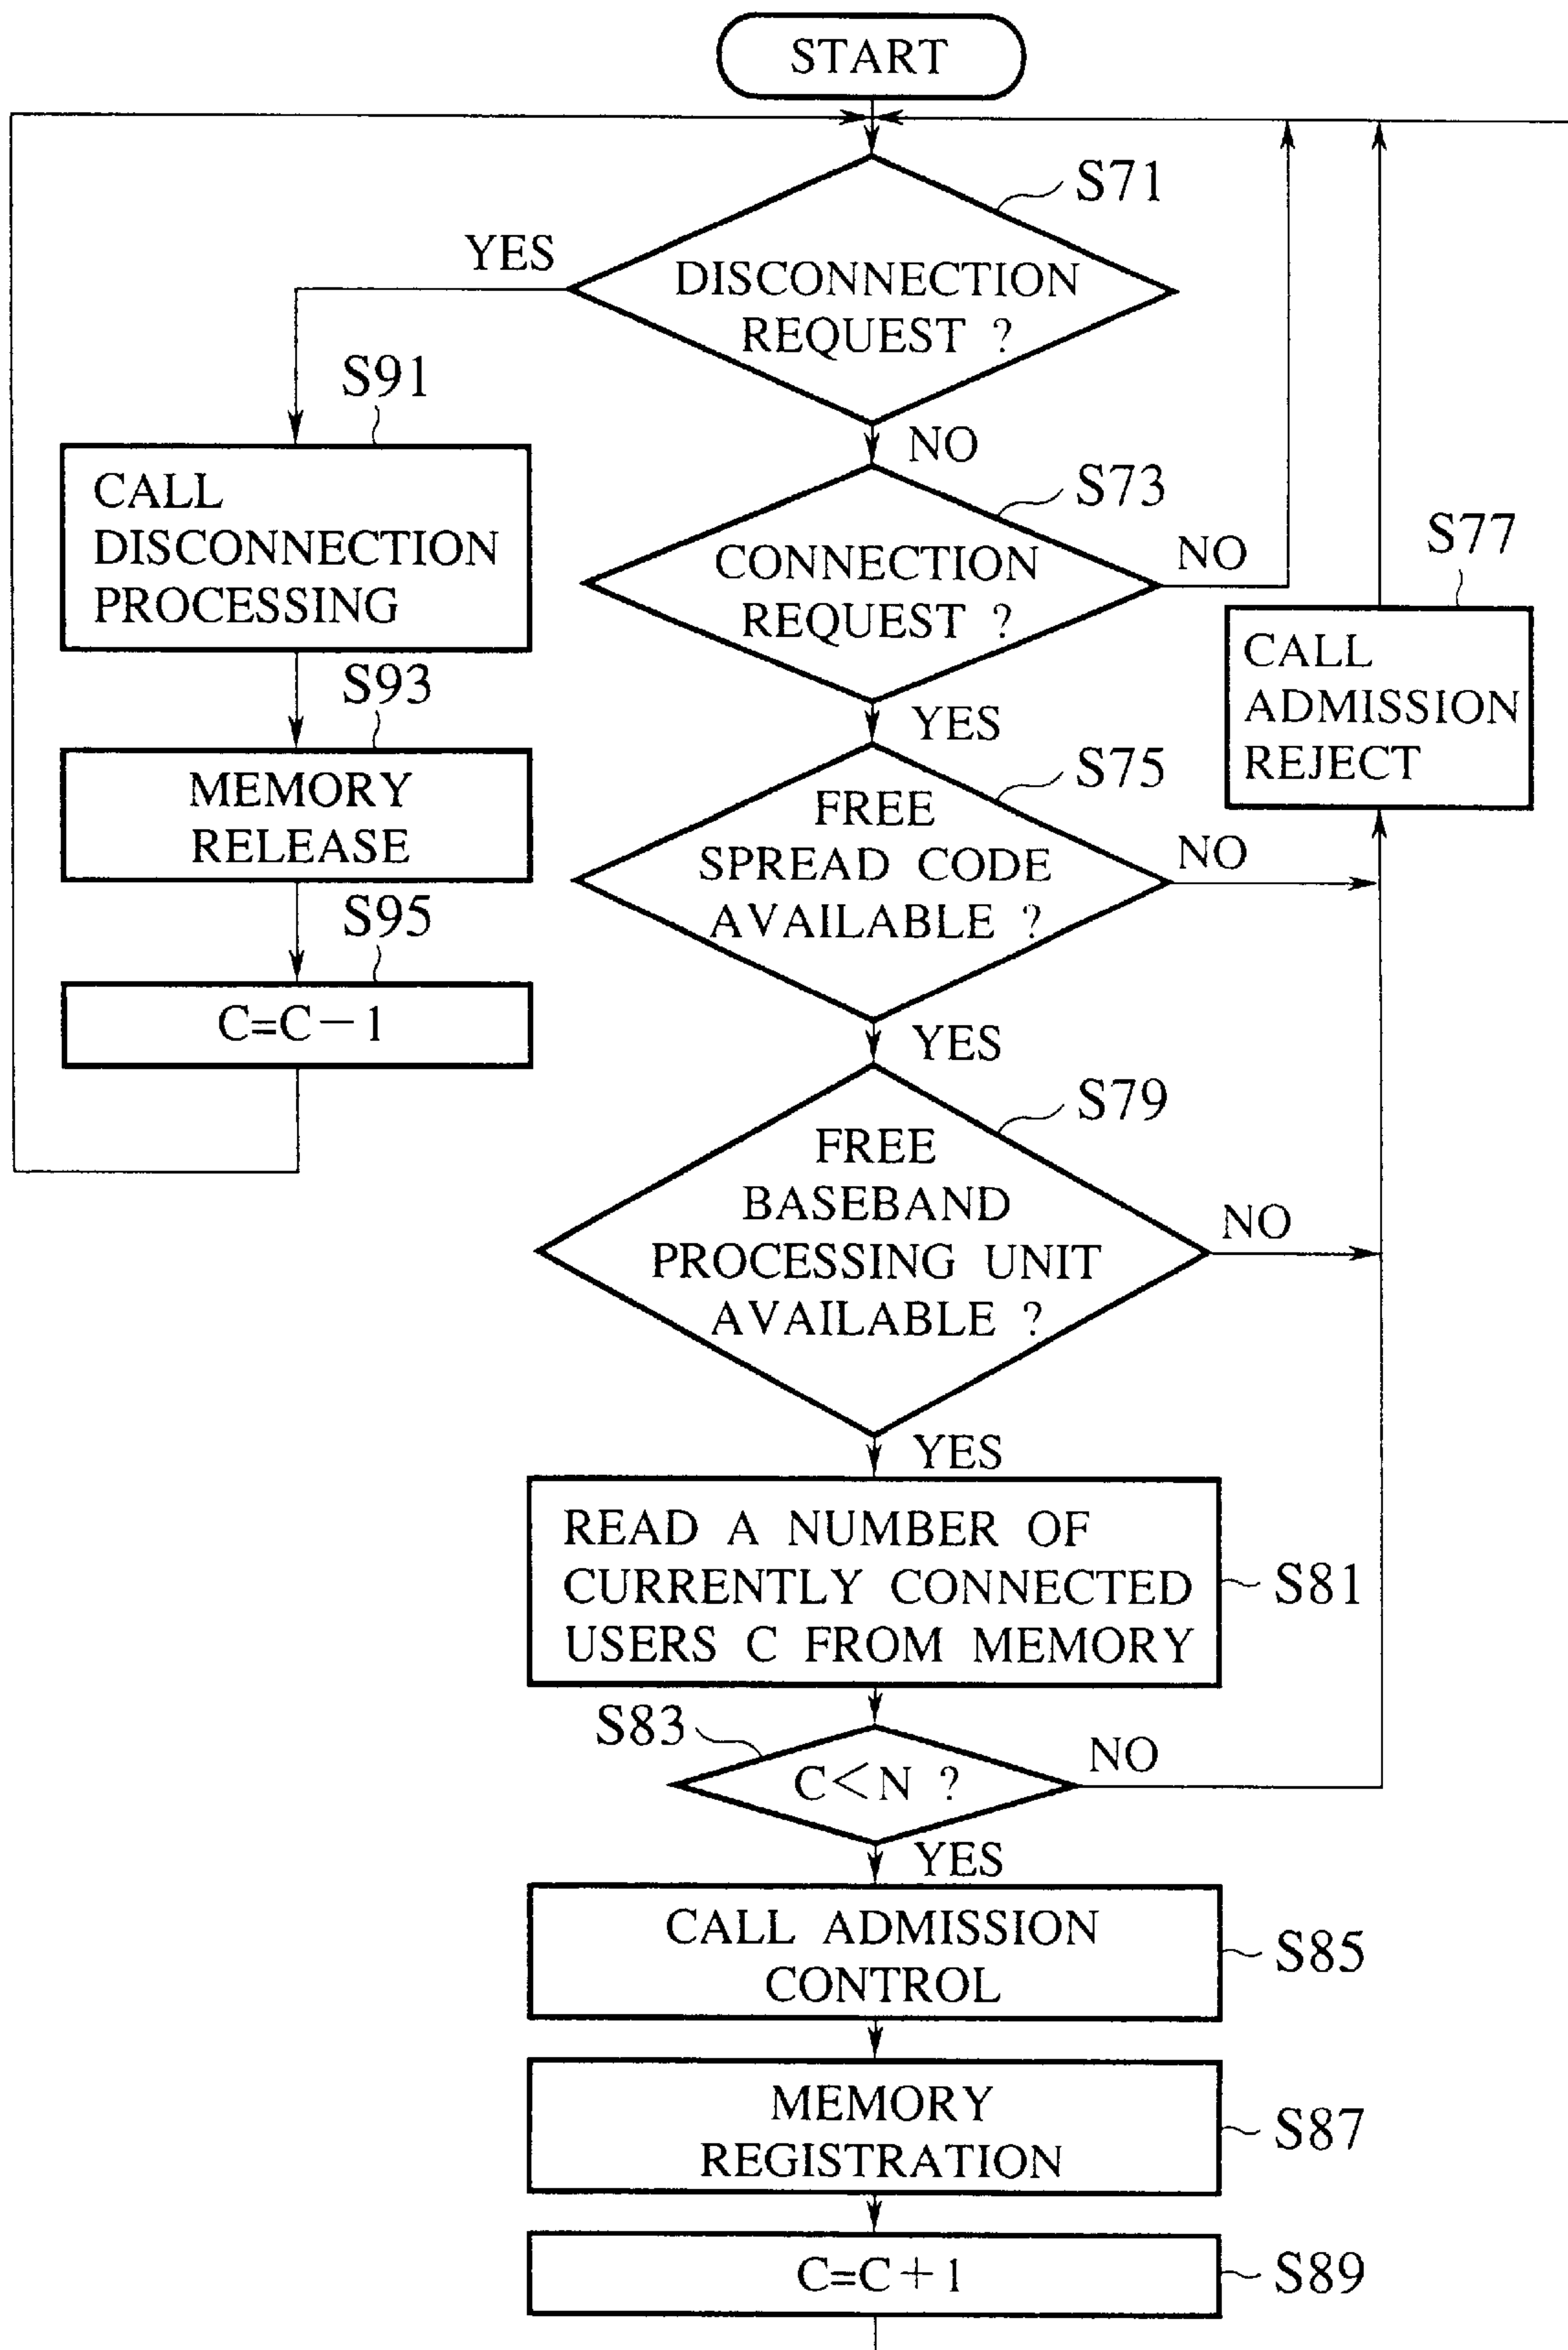 START
S71
YES
DISCONNECTION
REQUEST ?
S91
NO
CALL
DISCONNECTION
PROCESSING
S73
CONNECTION
REQUEST ?
NO
S77
CALL
ADMISSION
REJECT
S93
MEMORY
RELEASE
YES
S75
FREE
SPREAD CODE
AVAILABLE ?
NO
S95
C=C-1
YES
S79
FREE
BASEBAND
PROCESSING UNIT
AVAILABLE ?
NO
YES
READ A NUMBER OF
CURRENTLY CONNECTED
USERS C FROM MEMORY
S81
S83
C<N ?
NO
YES
CALL ADMISSION
CONTROL
S85
MEMORY
REGISTRATION
S87
C=C+1
S89